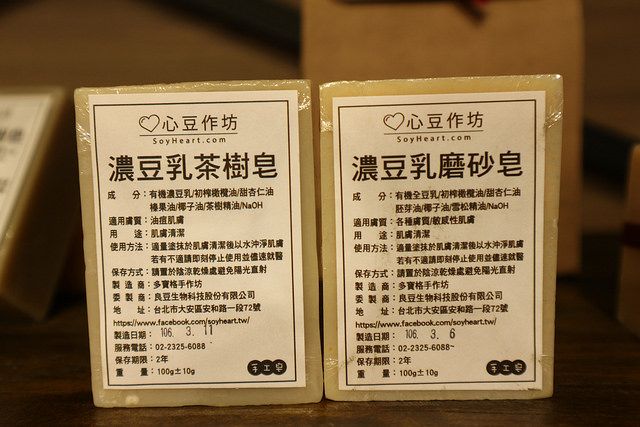 心豆作坊
SoyHeart.com
濃豆乳茶樹皂
成　分：有機濃豆乳/初榨橄欖油/甜杏仁油
榛果油/椰子油/茶樹精油/NaOH
適用膚質：油痘肌膚
用　途：肌膚清潔
使用方法：適量塗抹於肌膚清潔後以水沖淨肌膚
若有不適請即刻停止使用並儘速就醫
保存方式：請置於陰涼乾燥處避免陽光直射
製 造 商：多寶格手作坊
委 製 商：良豆生物科技股份有限公司
地　址：台北市大安區安和路一段72號
https://www.facebook.com/soyheart.tw/
製造日期：106. 3. 11
服務電話：02-2325-6088
保存期限：2年
重　量：100g±10g
手工皂
心豆作坊
SoyHeart.com
濃豆乳磨砂皂
成　分：有機全豆乳/初榨橄欖油/甜杏仁油
胚芽油/椰子油/雪松精油/NaOH
適用膚質：各種膚質/敏感性肌膚
用　途：肌膚清潔
使用方法：適量塗抹於肌膚清潔後以水沖淨肌膚
若有不適請即刻停止使用並儘速就醫
保存方式：請置於陰涼乾燥處避免陽光直射
製 造 商：多寶格手作坊
委 製 商：良豆生物科技股份有限公司
地　址：台北市大安區安和路一段72號
https://www.facebook.com/soyheart.tw/
製造日期：106. 3. 6
服務電話：02-2325-6088
保存期限：2年
重　量：100g±10g
手工皂